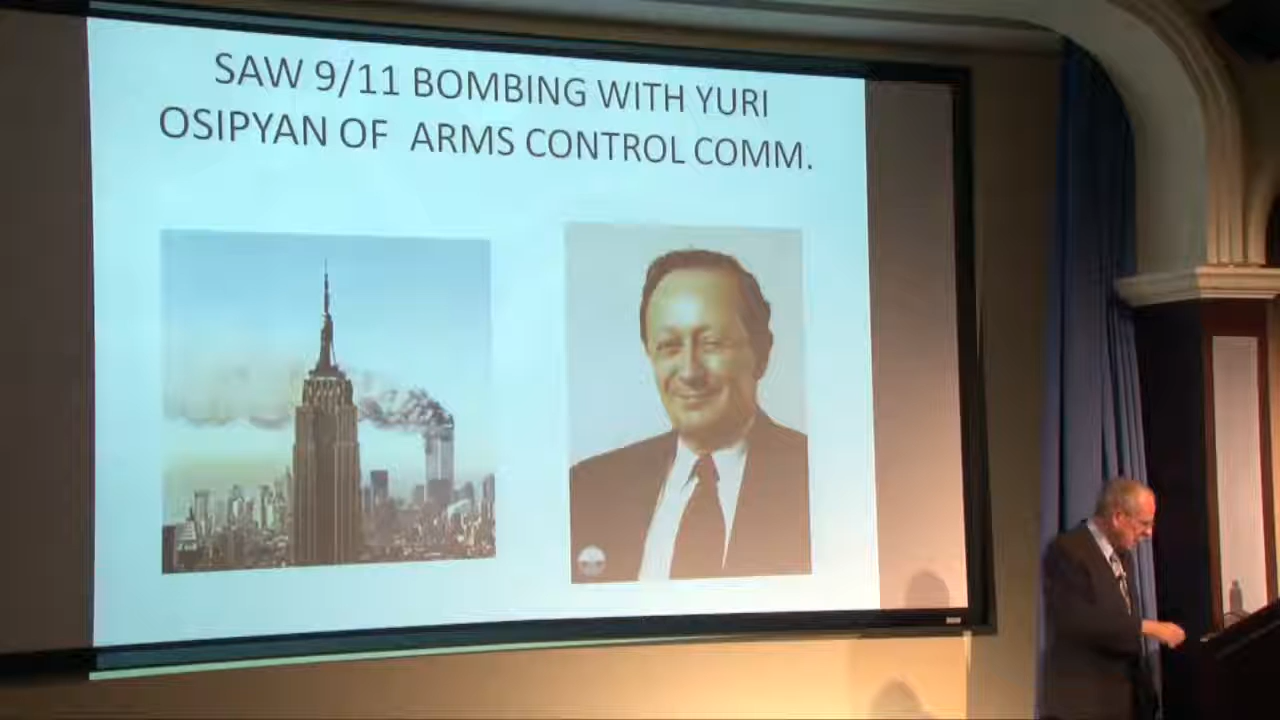 SAW 9/11 BOMBING WITH YURI
OSIPYAN OF ARMS CONTROL COMM.